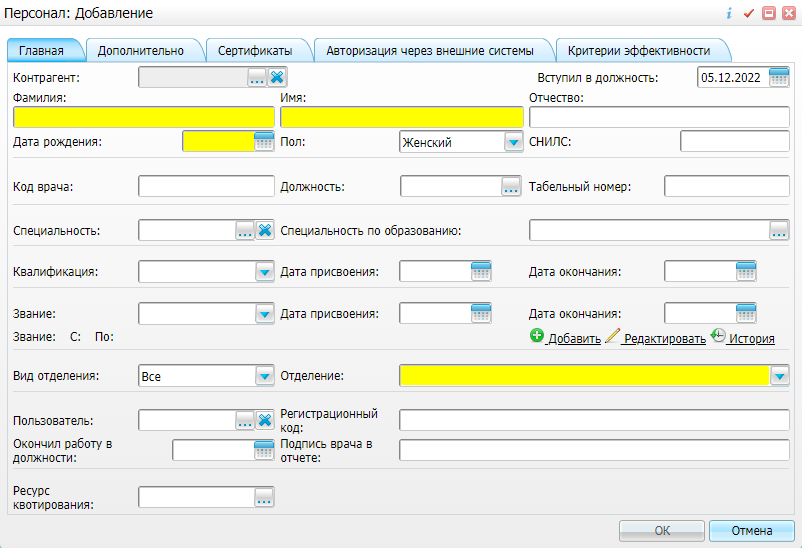 Персонал: Добавление
Главная Дополнительно Сертификаты Авторизация через внешние системы Критерии эффективности
Контрагент: ... Вступил в должность: 05.12.2022
Фамилия: Имя: Отчество:
Дата рождения: Пол: Женский СНИЛС:
Код врача: Должность: ... Табельный номер:
Специальность: ... Специальность по образованию: ...
Квалификация: Дата присвоения: Дата окончания:
Звание: Дата присвоения: Дата окончания:
Звание: С: По: Добавить Редактировать История
Вид отделения: Все Отделение:
Пользователь: ... Регистрационный
код:
Окончил работу в
должности: Подпись врача в
отчете:
Ресурс
квотирования: ...
ОК Отмена